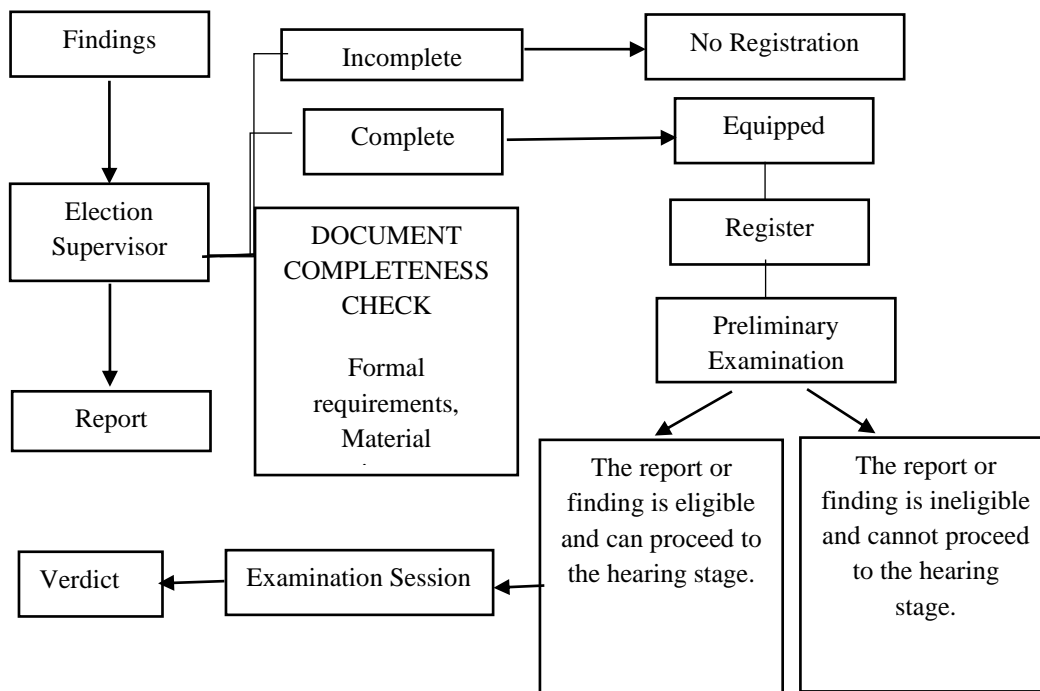 Findings
Incomplete
No Registration
Complete
Equipped
Election
Supervisor
DOCUMENT
COMPLETENESS
CHECK
Formal
requirements,
Material
Register
Preliminary
Examination
Report
The report or
finding is eligible
and can proceed to
the hearing stage.
The report or
finding is ineligible
and cannot proceed
to the hearing
stage.
Verdict
Examination Session